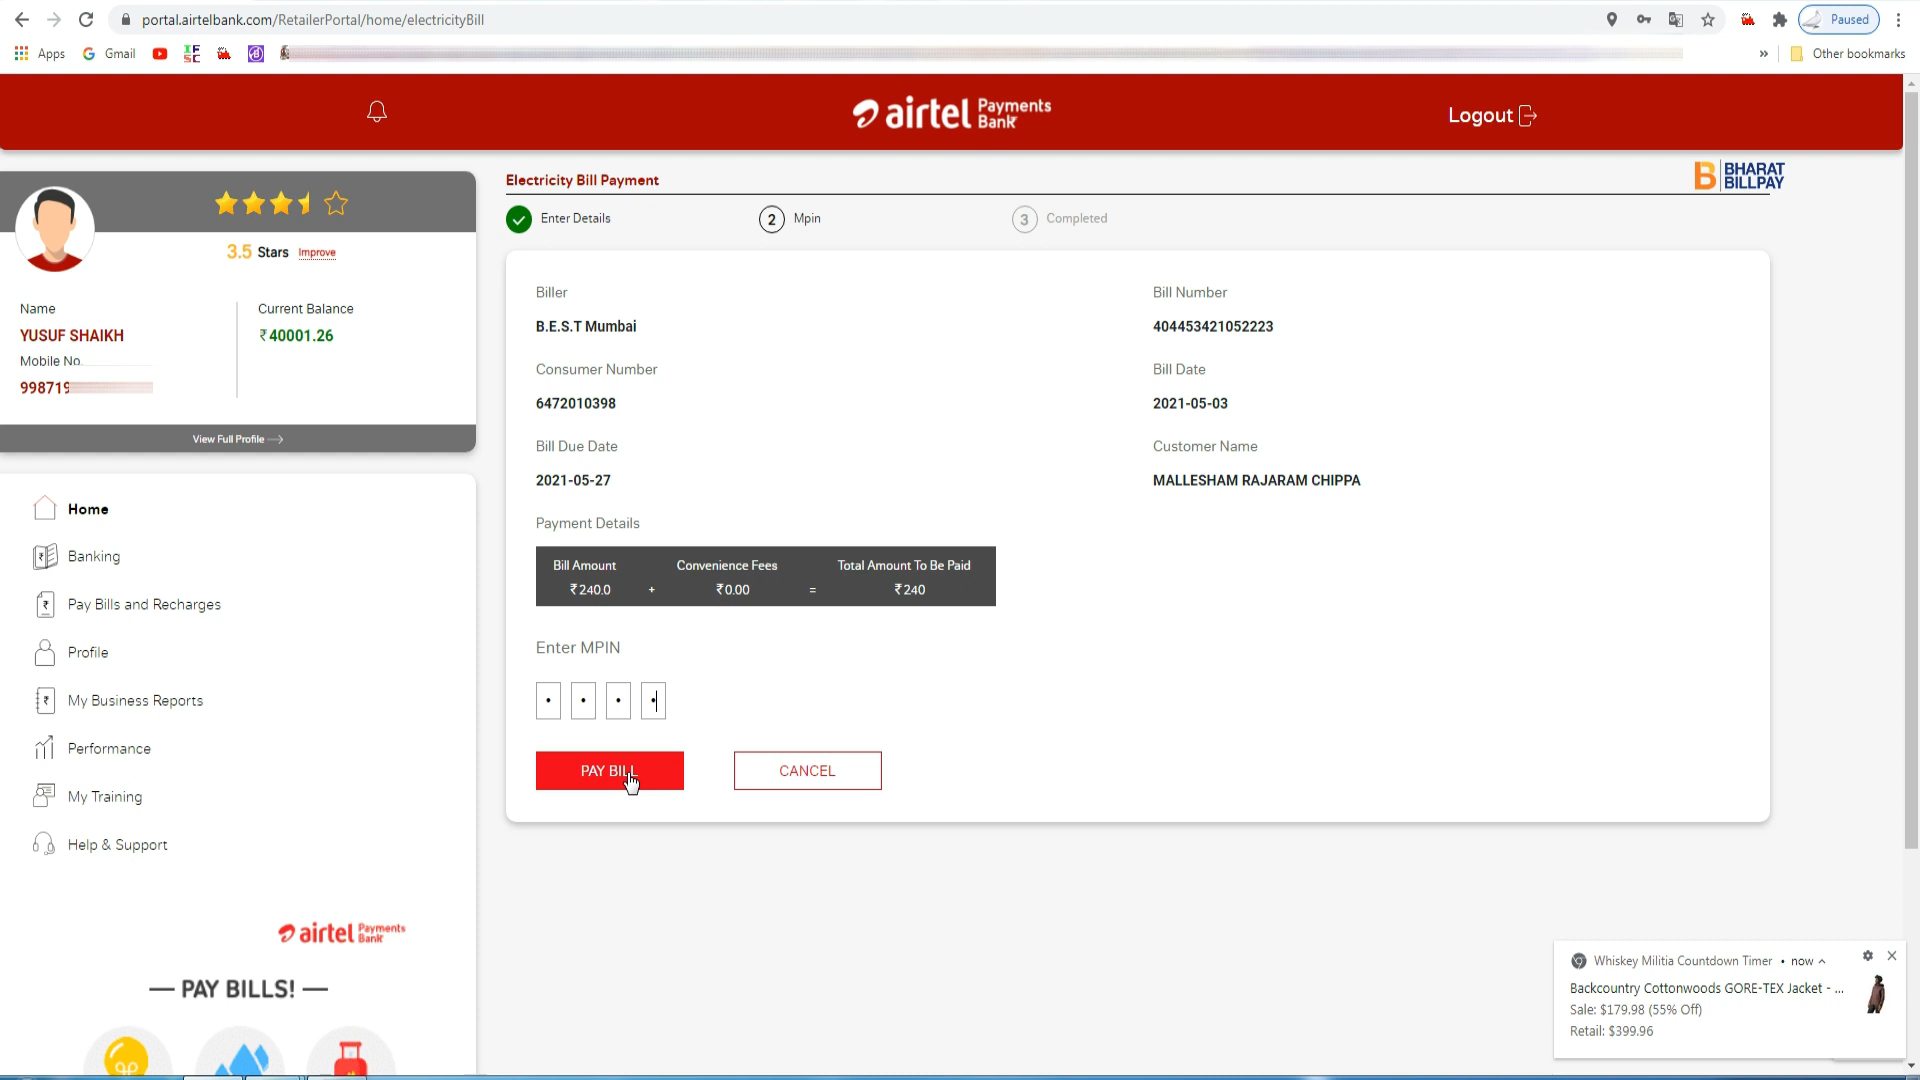 portal.airtelbank.com/RetailerPortal/home/electricityBill
Paused
Apps
Gmail
»
Other bookmarks
airtel Payments Bank
Logout
3.5 Stars Improve
Name
YUSUF SHAIKH
Mobile No.
998719
Current Balance
₹40001.26
View Full Profile
Home
Banking
Pay Bills and Recharges
Profile
My Business Reports
Performance
My Training
Help & Support
airtel Payments Bank
— PAY BILLS! —
Electricity Bill Payment
B BHARAT BILLPAY
Enter Details
2 Mpin
3 Completed
Biller
B.E.S.T Mumbai
Bill Number
404453421052223
Consumer Number
6472010398
Bill Date
2021-05-03
Bill Due Date
2021-05-27
Customer Name
MALLESHAM RAJARAM CHIPPA
Payment Details
Bill Amount Convenience Fees Total Amount To Be Paid
₹240.0 + ₹0.00 = ₹240
Enter MPIN
PAY BILL
CANCEL
Whiskey Militia Countdown Timer • now
Backcountry Cottonwoods GORE-TEX Jacket - ...
Sale: $179.98 (55% Off)
Retail: $399.96